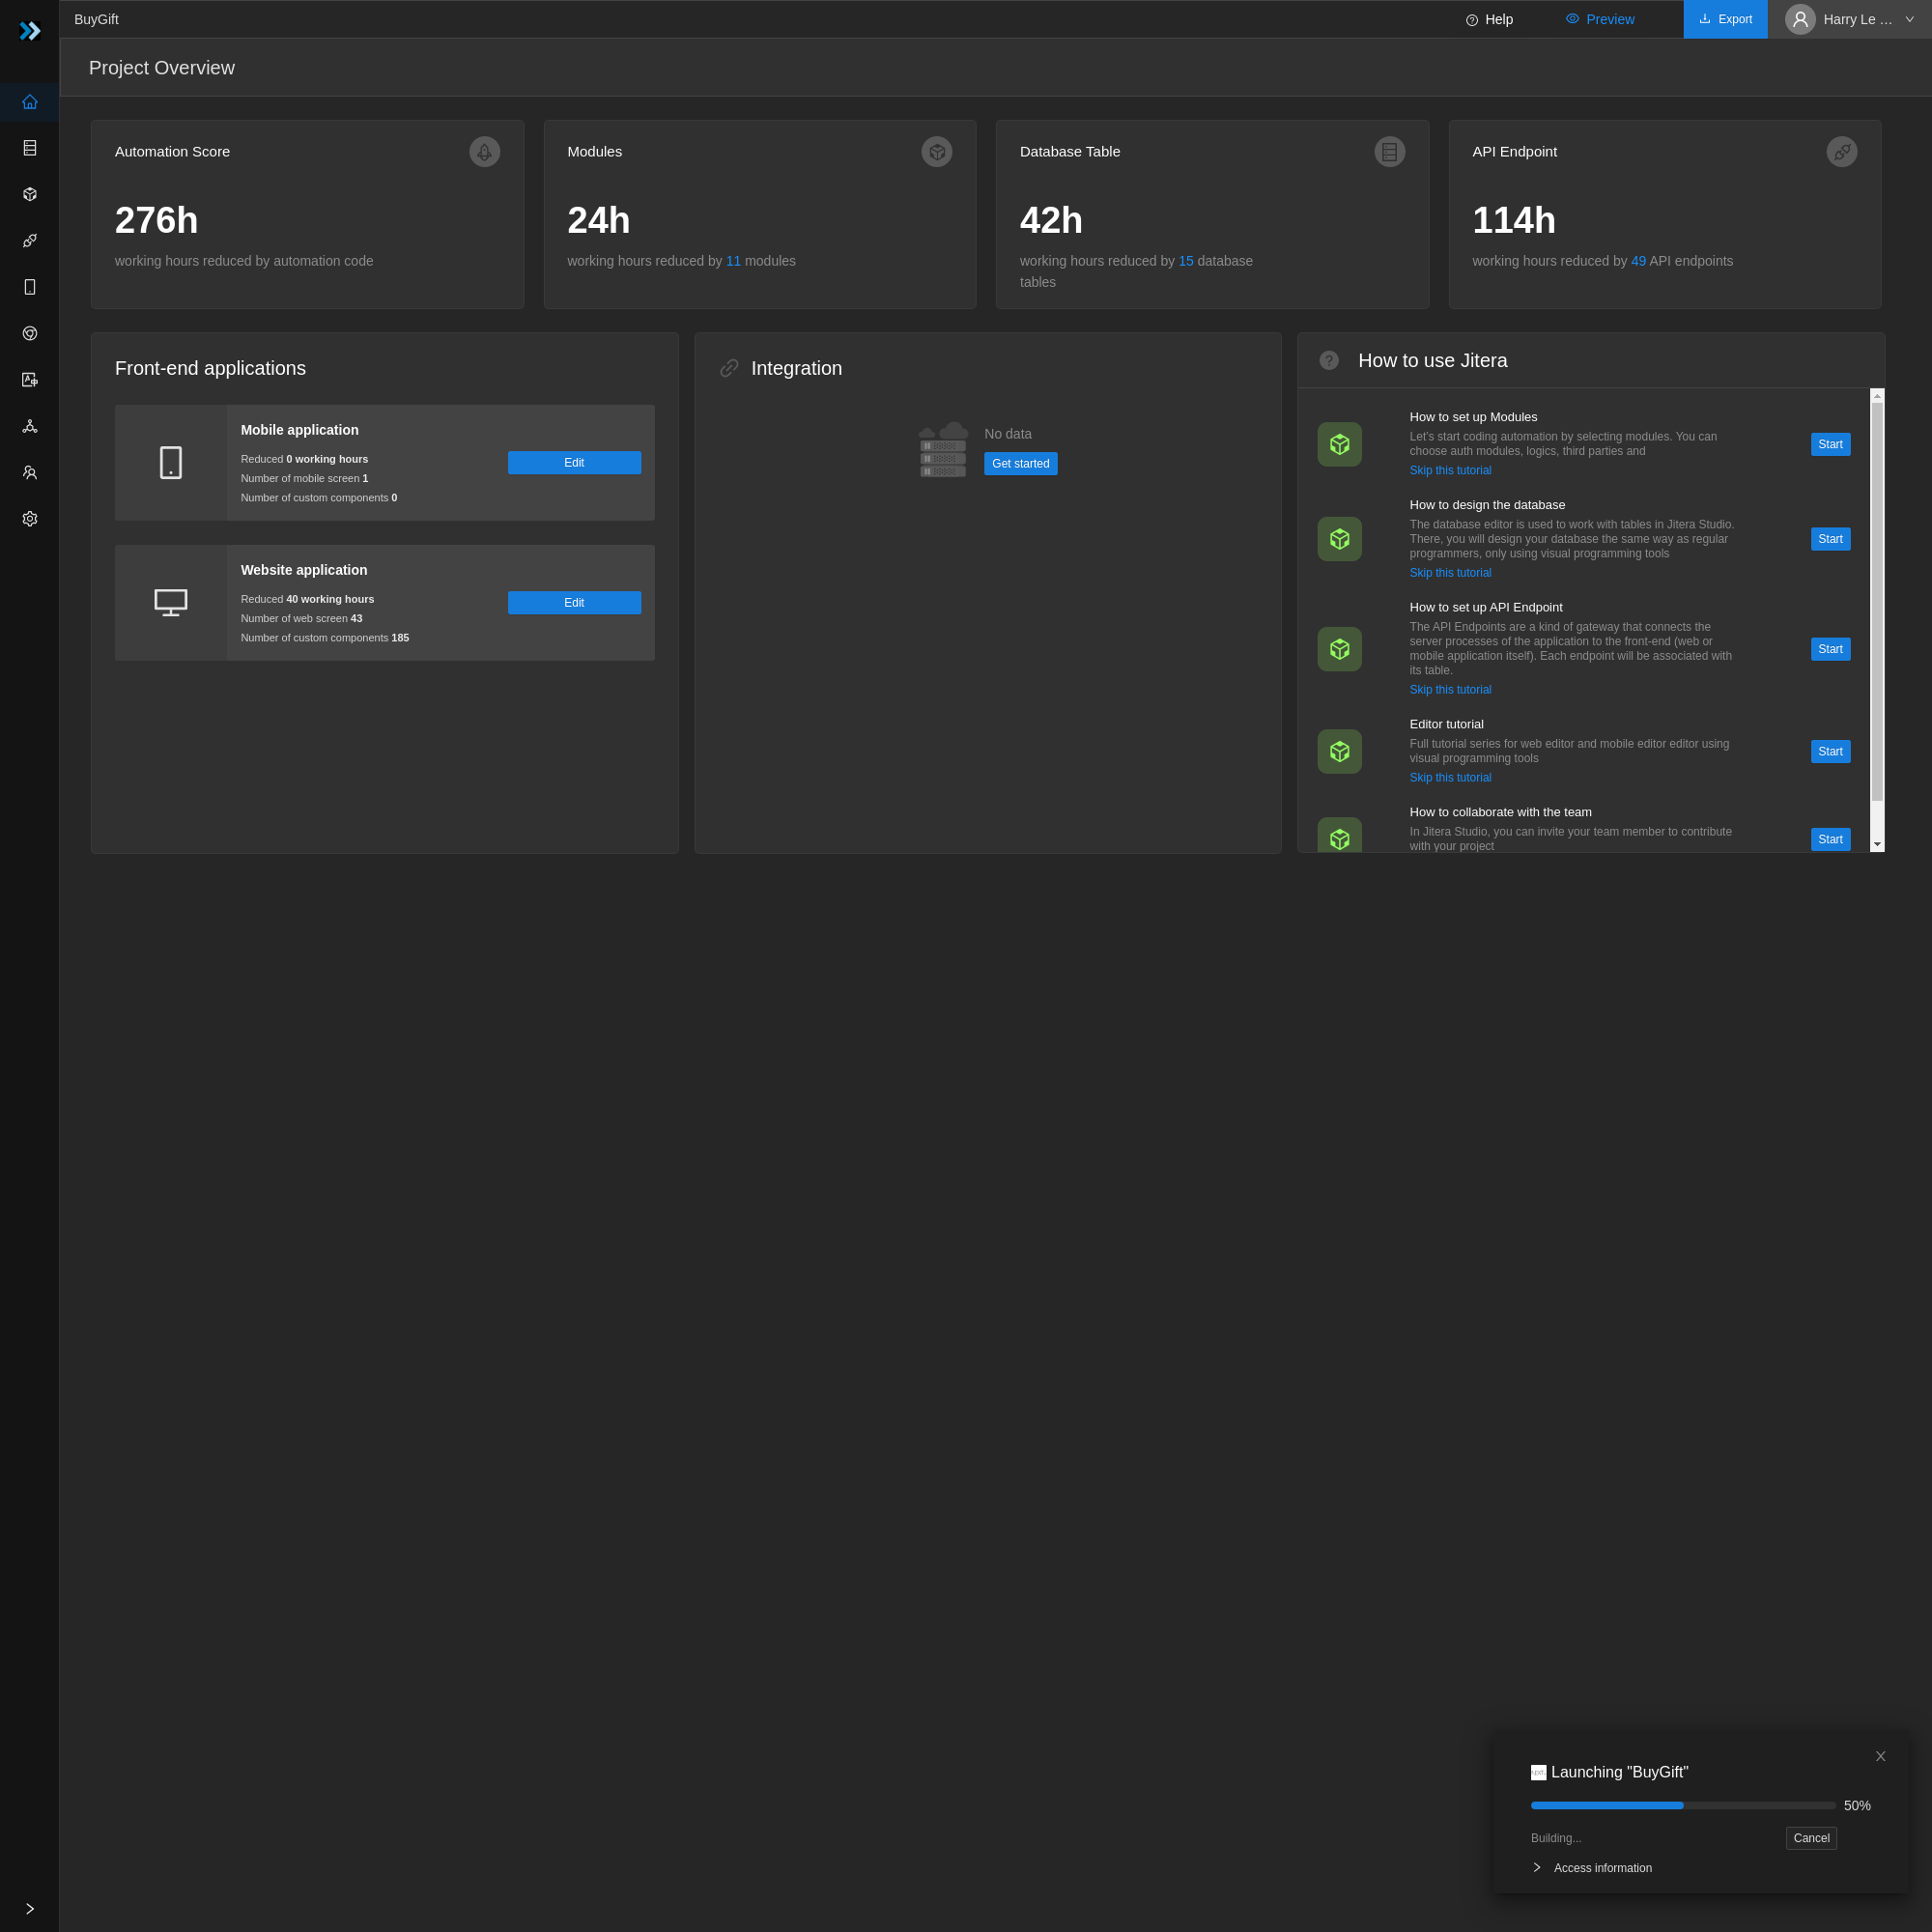 BuyGift
Help
Preview
Export
Harry Le ...
Project Overview
Automation Score
276h
working hours reduced by automation code
Modules
24h
working hours reduced by 11 modules
Database Table
42h
working hours reduced by 15 database
tables
API Endpoint
114h
working hours reduced by 49 API endpoints
Front-end applications
Mobile application
Reduced 0 working hours
Number of mobile screen 1
Number of custom components 0
Edit
Website application
Reduced 40 working hours
Number of web screen 43
Number of custom components 185
Edit
Integration
No data
Get started
How to use Jitera
How to set up Modules
Let's start coding automation by selecting modules. You can
choose auth modules, logics, third parties and
Skip this tutorial
Start
How to design the database
The database editor is used to work with tables in Jitera Studio.
There, you will design your database the same way as regular
programmers, only using visual programming tools
Skip this tutorial
Start
How to set up API Endpoint
The API Endpoints are a kind of gateway that connects the
server processes of the application to the front-end (web or
mobile application itself). Each endpoint will be associated with
its table.
Skip this tutorial
Start
Editor tutorial
Full tutorial series for web editor and mobile editor editor using
visual programming tools
Skip this tutorial
Start
How to collaborate with the team
In Jitera Studio, you can invite your team member to contribute
with your project
Start
Launching "BuyGift"
50%
Building...
Cancel
Access information